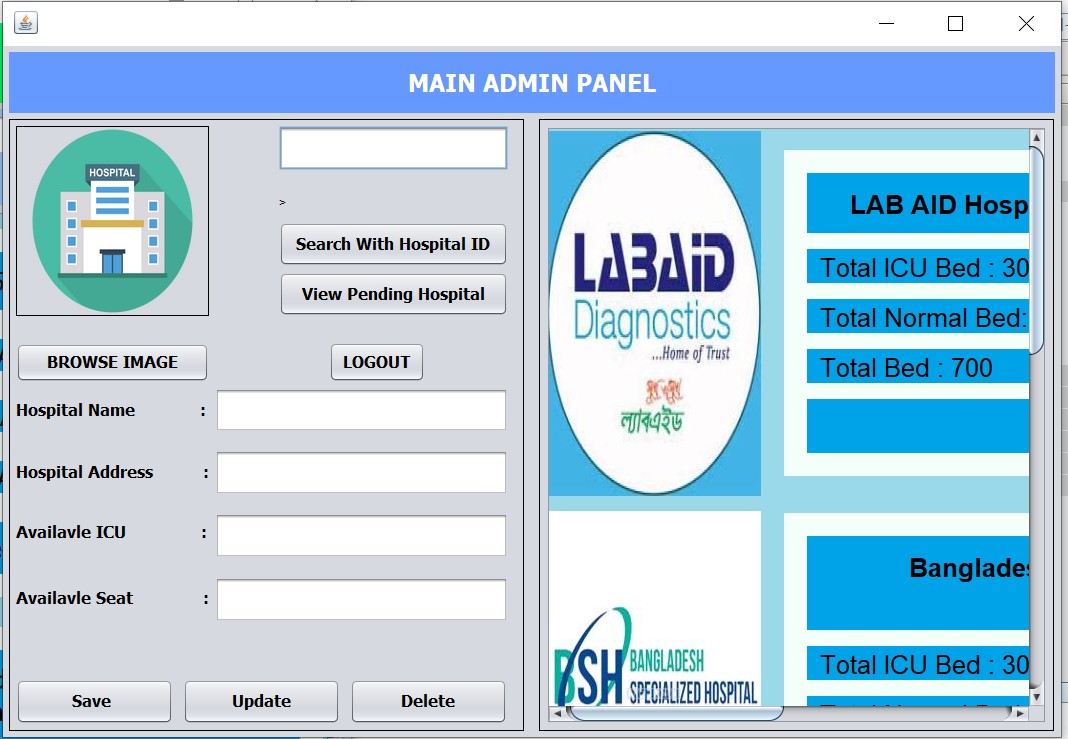 MAIN ADMIN PANEL
HOSPITAL
>
Search With Hospital ID
View Pending Hospital
BROWSE IMAGE
LOGOUT
Hospital Name :
Hospital Address :
Availavle ICU :
Availavle Seat :
Save
Update
Delete
LABAID
Diagnostics
...Home of Trust
ল্যাবএইড
LAB AID Hosp
Total ICU Bed : 30
Total Normal Bed:
Total Bed : 700
BSH
BANGLADESH
SPECIALIZED HOSPITAL
Banglades
Total ICU Bed : 30